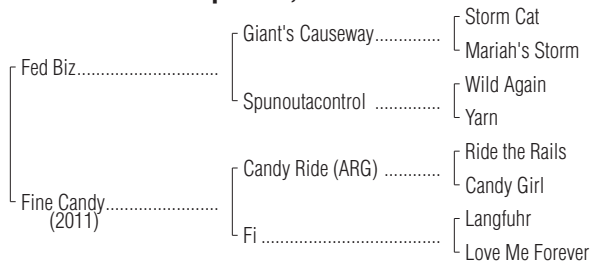 Storm Cat
Giant's Causeway..............
Mariah's Storm
Fed Biz..............................
Wild Again
Spunoutacontrol ..............
Yarn
Ride the Rails
Candy Ride (ARG) ............
Candy Girl
Fine Candy........................
(2011)
Langfuhr
Fi ......................................
Love Me Forever